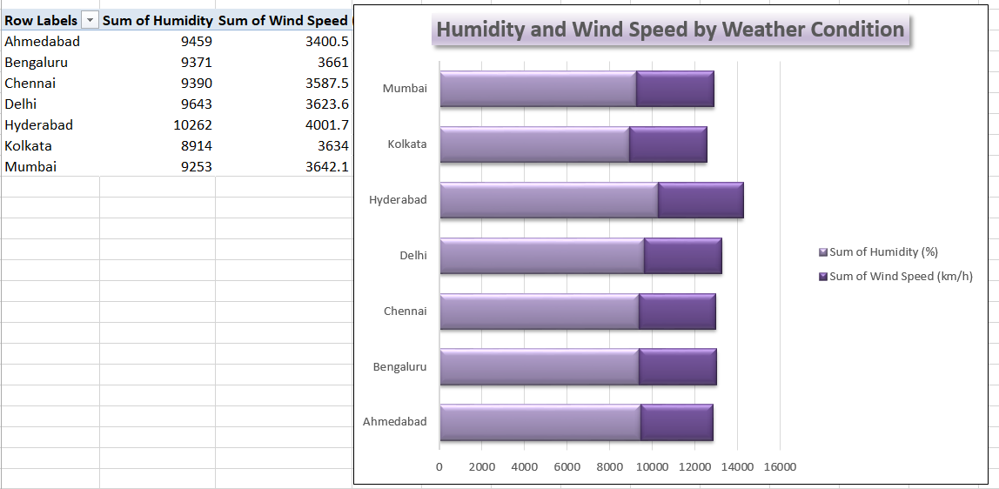 Row Labels Sum of Humidity Sum of Wind Speed (
Ahmedabad 9459 3400.5
Bengaluru 9371 3661
Chennai 9390 3587.5
Delhi 9643 3623.6
Hyderabad 10262 4001.7
Kolkata 8914 3634
Mumbai 9253 3642.1
Humidity and Wind Speed by Weather Condition
Mumbai
Kolkata
Hyderabad
Delhi
Chennai
Bengaluru
Ahmedabad
0 2000 4000 6000 8000 10000 12000 14000 16000
Sum of Humidity (%)
Sum of Wind Speed (km/h)